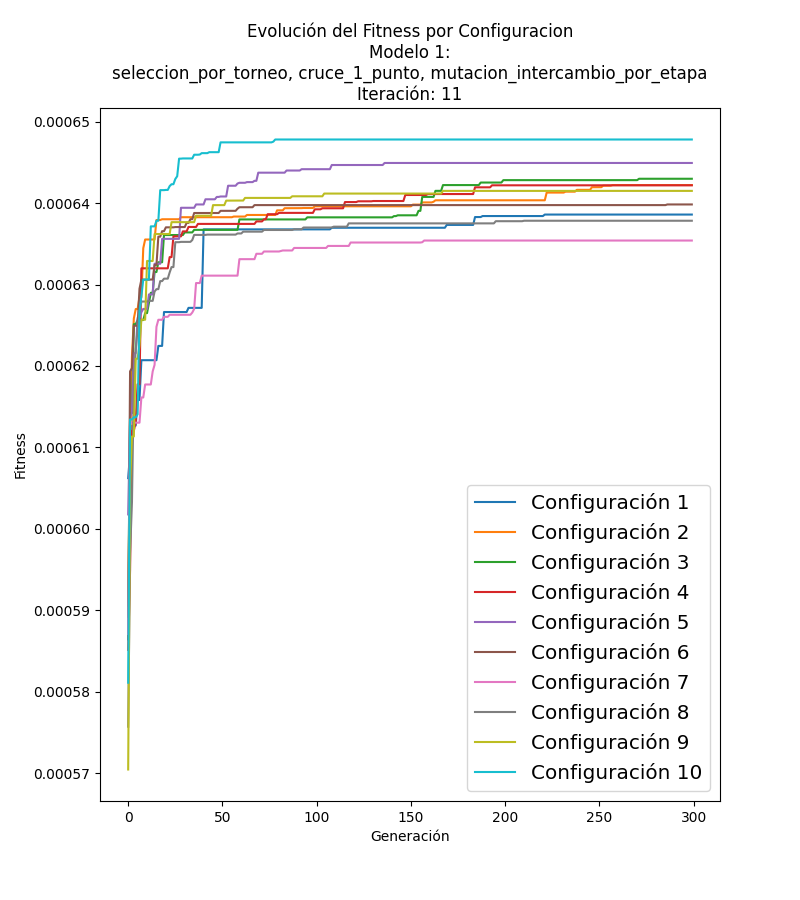 Evolución del Fitness por Configuracion
Modelo 1:
seleccion_por_torneo, cruce_1_punto, mutacion_intercambio_por_etapa
Iteración: 11
0.00065
0.00064
0.00063
0.00062
0.00061
0.00060
0.00059
0.00058
0.00057
Fitness
0
50
100
150
200
250
300
Generación
Configuración 1
Configuración 2
Configuración 3
Configuración 4
Configuración 5
Configuración 6
Configuración 7
Configuración 8
Configuración 9
Configuración 10